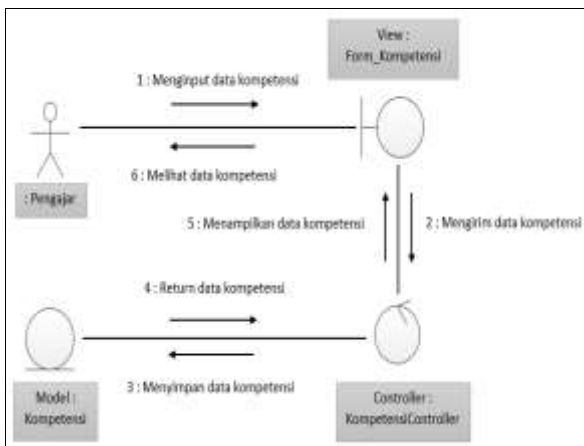 View :
Form_Kompetensi
1 : Menginput data kompetensi
6 : Melihat data kompetensi
: Pengajar
5 : Menampilkan data kompetensi
2 : Mengirim data kompetensi
4 : Return data kompetensi
3 : Menyimpan data kompetensi
Model :
Kompetensi
Controller :
KompetensiController